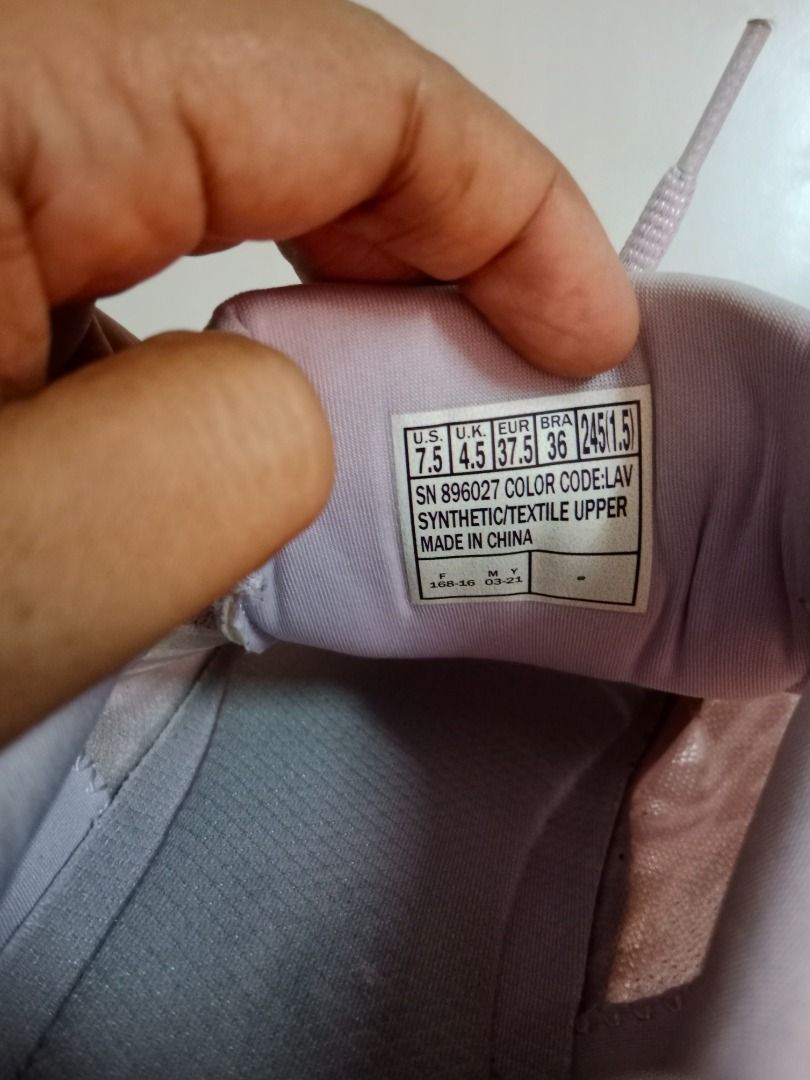 U.S. U.K. EUR BRA 245(1.5)
7.5 4.5 37.5 36
SN 896027 COLOR CODE:LAV
SYNTHETIC/TEXTILE UPPER
MADE IN CHINA
F M Y
168-16 03-21